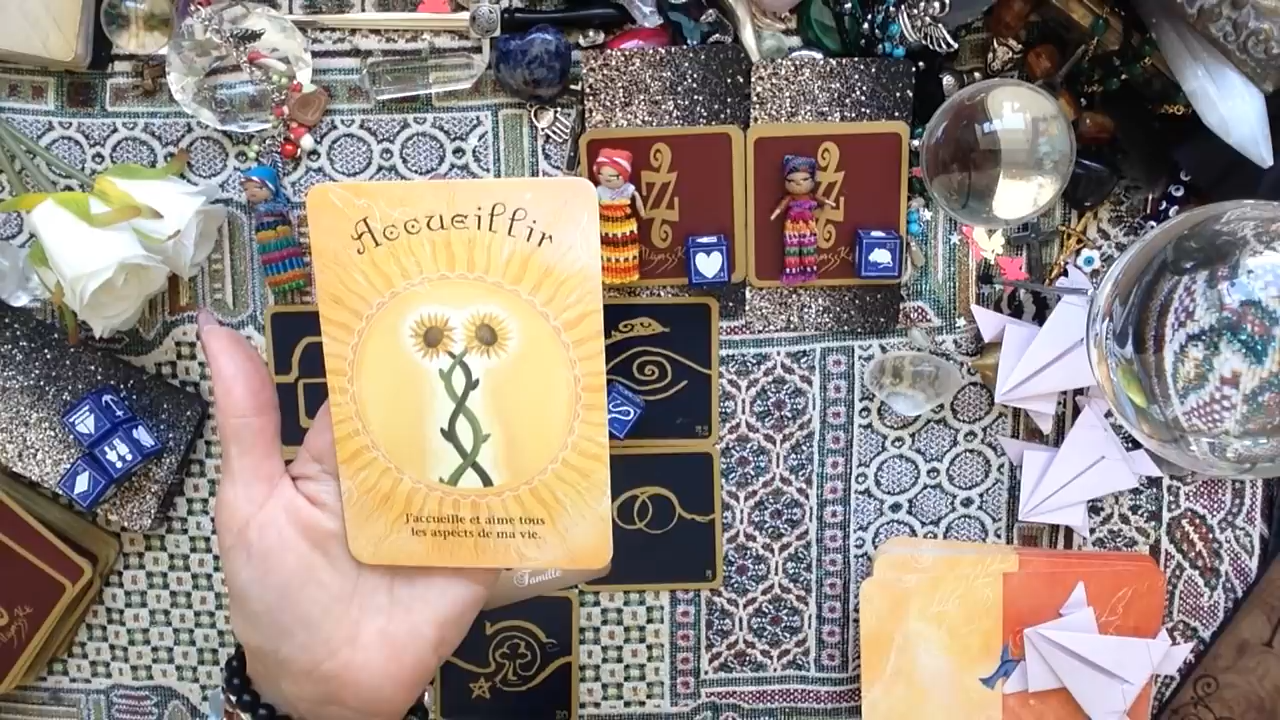 Accueillir
J'accueille et aime tous
les aspects de ma vie.
Famille